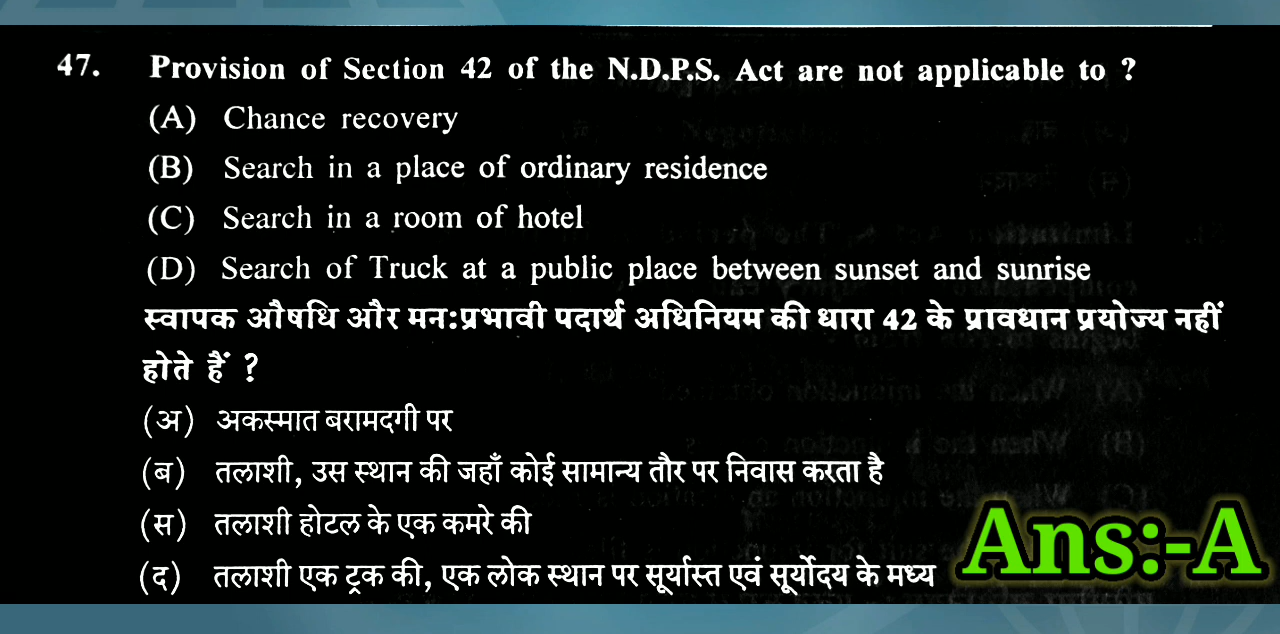 47. Provision of Section 42 of the N.D.P.S. Act are not applicable to ?
(A) Chance recovery
(B) Search in a place of ordinary residence
(C) Search in a room of hotel
(D) Search of Truck at a public place between sunset and sunrise
स्वापक औषधि और मन:प्रभावी पदार्थ अधिनियम की धारा 42 के प्रावधान प्रयोज्य नहीं
होते हैं ?
(अ) अकस्मात बरामदगी पर
(ब) तलाशी, उस स्थान की जहाँ कोई सामान्य तौर पर निवास करता है
(स) तलाशी होटल के एक कमरे की
(द) तलाशी एक ट्रक की, एक लोक स्थान पर सूर्यास्त एवं सूर्योदय के मध्य
Ans:-A